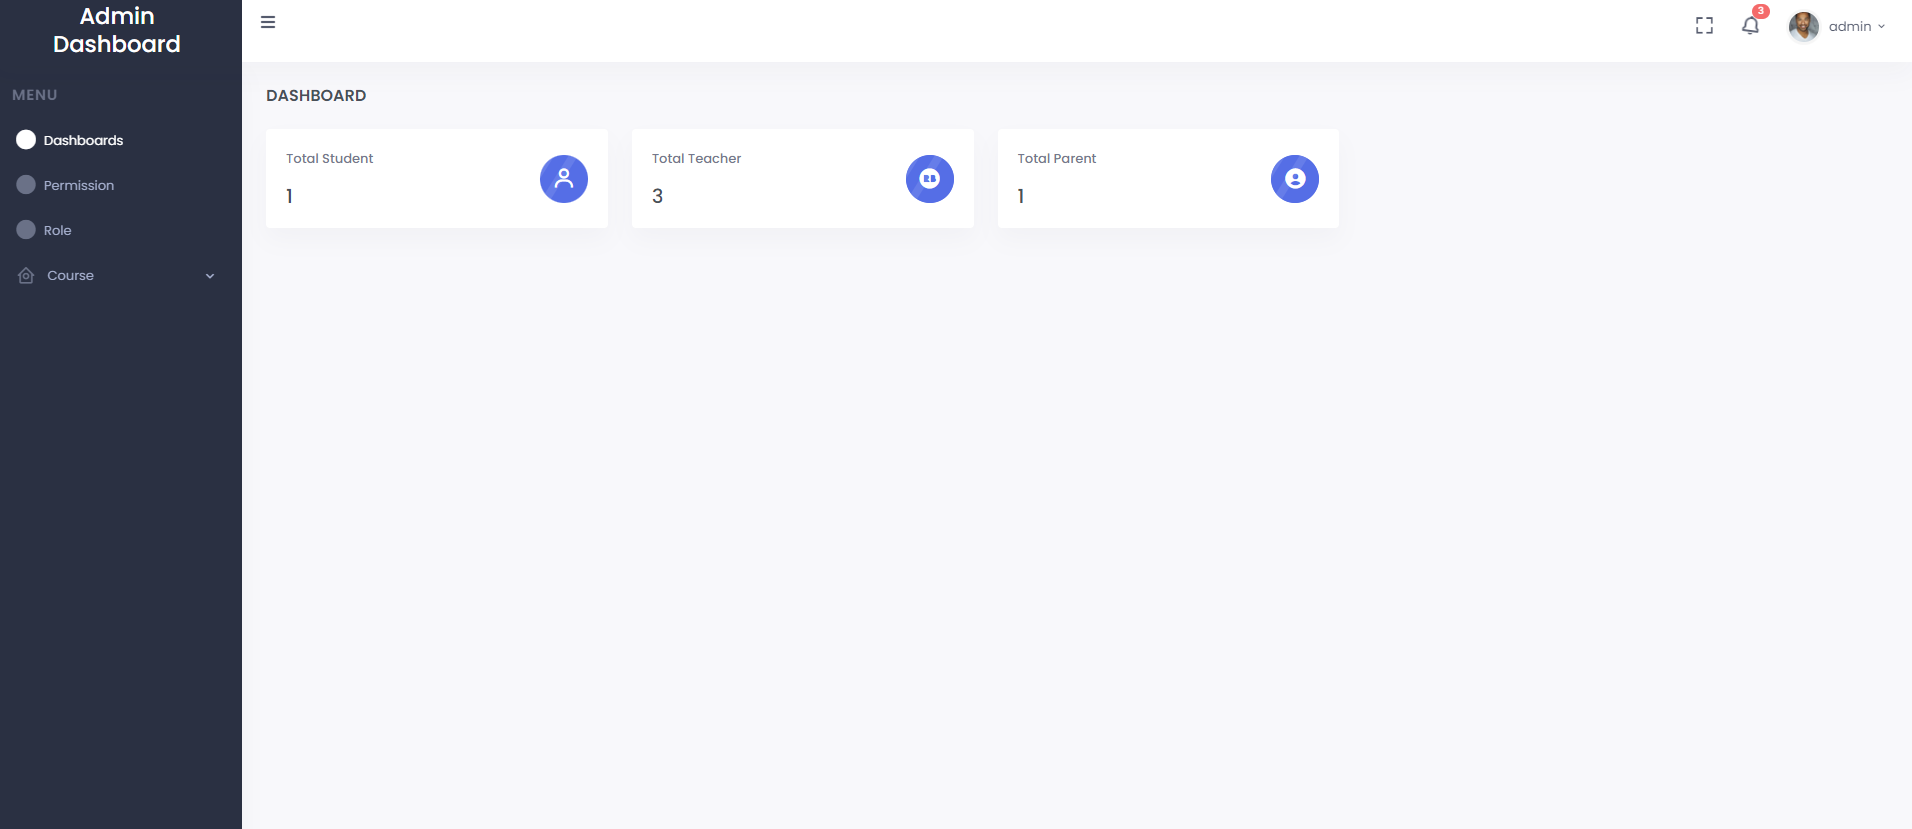 Admin
Dashboard
MENU
Dashboards
Permission
Role
Course
3
admin
DASHBOARD
Total Student
1
Total Teacher
3
RB
Total Parent
1